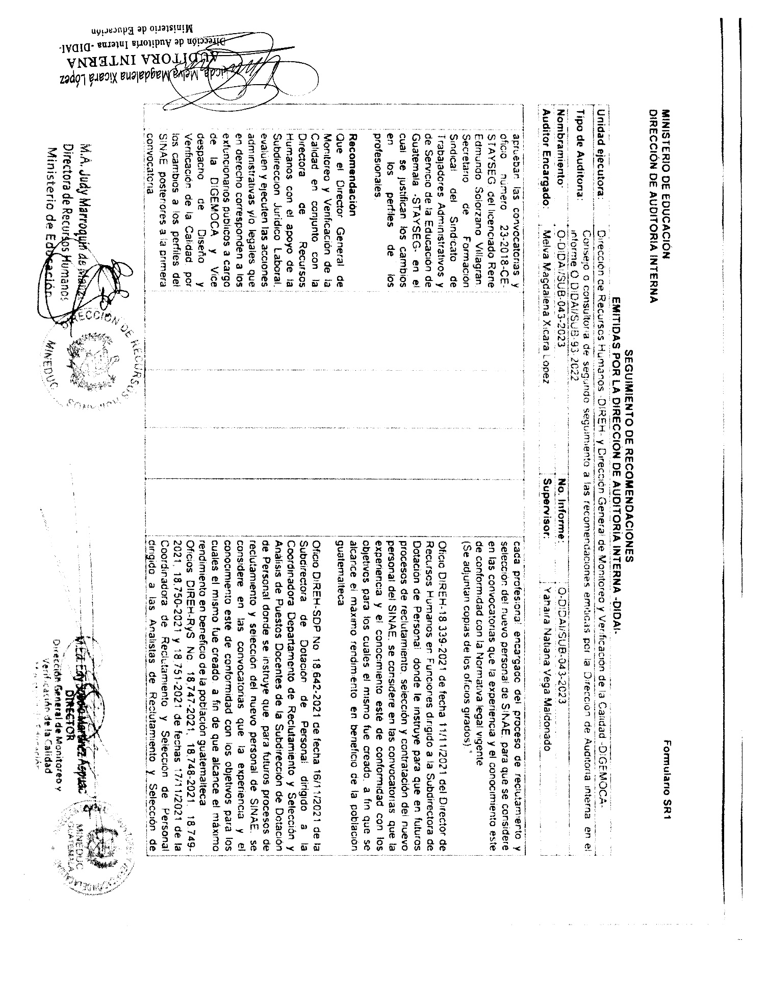 MINISTERIO DE EDUCACIÓN
DIRECCIÓN DE AUDITORIA INTERNA
Formulario SR1
SEGUIMIENTO DE RECOMENDACIONES
EMITIDAS POR LA DIRECCIÓN DE AUDITORIA INTERNA -DIDAI-
Unidad ejecutora: Dirección de Recursos Humanos -DIREH- y Dirección General de Monitoreo y Verificación de la Calidad -DIGEMOCA-
Tipo de Auditoria: Consejo o consultoria de segundo seguimiento a las recomendaciones emitidas por la Dirección de Auditoria Interna en el
informe O DIDAI/SUB-93-2022
Nombramiento: O-DIDAI/SUB-043-2023 No. Informe: O-DIDAI/SUB-043-2023
Auditor Encargado: Melva Magdalena Xicara Lopez Supervisor: Yahaira Natiana Vega Maldonado
aprueban las convocatorias y
oficio numero 23-2018-CE-
STAYSEG del licenciado Rene
Edmundo Solorzano Villagran.
Secretario de Formación
Sindical del Sindicato de
Trabajadores Administrativos y
de Servicio de la Educación de
Guatemala -STAYSEG- en el
cual se justifican los cambios
en los perfiles de los
profesionales.
Recomendación
Que el Director General de
Monitoreo y Verificación de la
Calidad en conjunto con la
Directora de Recursos
Humanos con el apoyo de la
Subdirección Jurídico Laboral.
evaluen y ejecuten las acciones
administrativas y/o legales que
en derecho corresponden a los
exfuncionarios publicos a cargo
de la DIGEMOCA y Vice
despacho de Diseño y
Verificación de la Calidad por
los cambios a los perfiles del
SINAE posteriores a la primera
convocatoria
cada profesional encargado del proceso de reclutamiento y
selección del nuevo personal de SINAE, para que se considere
en las convocatorias que la experiencia y el conocimiento este
de conformidad con la Normativa legal vigente
(Se adjuntan copias de los oficios girados)."
Oficio DIREH-18 339-2021 de fecha 11/11/2021 del Director de
Recursos Humanos en Funciones dirigido a la Subdirectora de
Dotación de Personal donde le instruye para que en futuros
procesos de reclutamiento, selección y contratación del nuevo
personal del SINAE, se considere en las convocatorias que la
experiencia y el conocimiento esté de conformidad con los
objetivos para los cuales el mismo fue creado, a fin que se
alcance el máximo rendimiento en beneficio de la población
guatemalteca
Oficio DIREH-SDP No 18,642-2021 de fecha 16/11/2021 de la
Subdirectora de Dotación de Personal dirigido a la
Coordinadora Departamento de Reclutamiento y Selección y
Análisis de Puestos Docentes de la Subdirección de Dotación
de Personal donde se instruye que para futuros procesos de
reclutamiento y selección del nuevo personal de SINAE, se
considere en las convocatorias que la experiencia y el
conocimiento esté de conformidad con los objetivos para los
cuales el mismo fue creado a fin de que alcance el máximo
rendimiento en beneficio de la población guatemalteca
Oficios DIREH-RyS No 18,747-2021, 18,748-2021, 18 749-
2021, 18,750-2021 y 18,751-2021 de fechas 17/11/2021 de la
Coordinadora de Reclutamiento y Selección de Personal
dirigido a las Analistas de Reclutamiento y Selección de
Licda. Melva Magdalena Xicará López
AUDITORA INTERNA
Dirección de Auditoría Interna -DIDAI-
Ministerio de Educación
M.A. Judy Marroquín de
Directora de Recursos Humanos
Ministerio de Educación
DIRECCIÓN DE RECURSOS HUMANOS
MINEDUC
Martínez
DIRECTOR
Dirección General de Monitoreo y
Verificación de la Calidad
MINEDUC
GUATEMALA